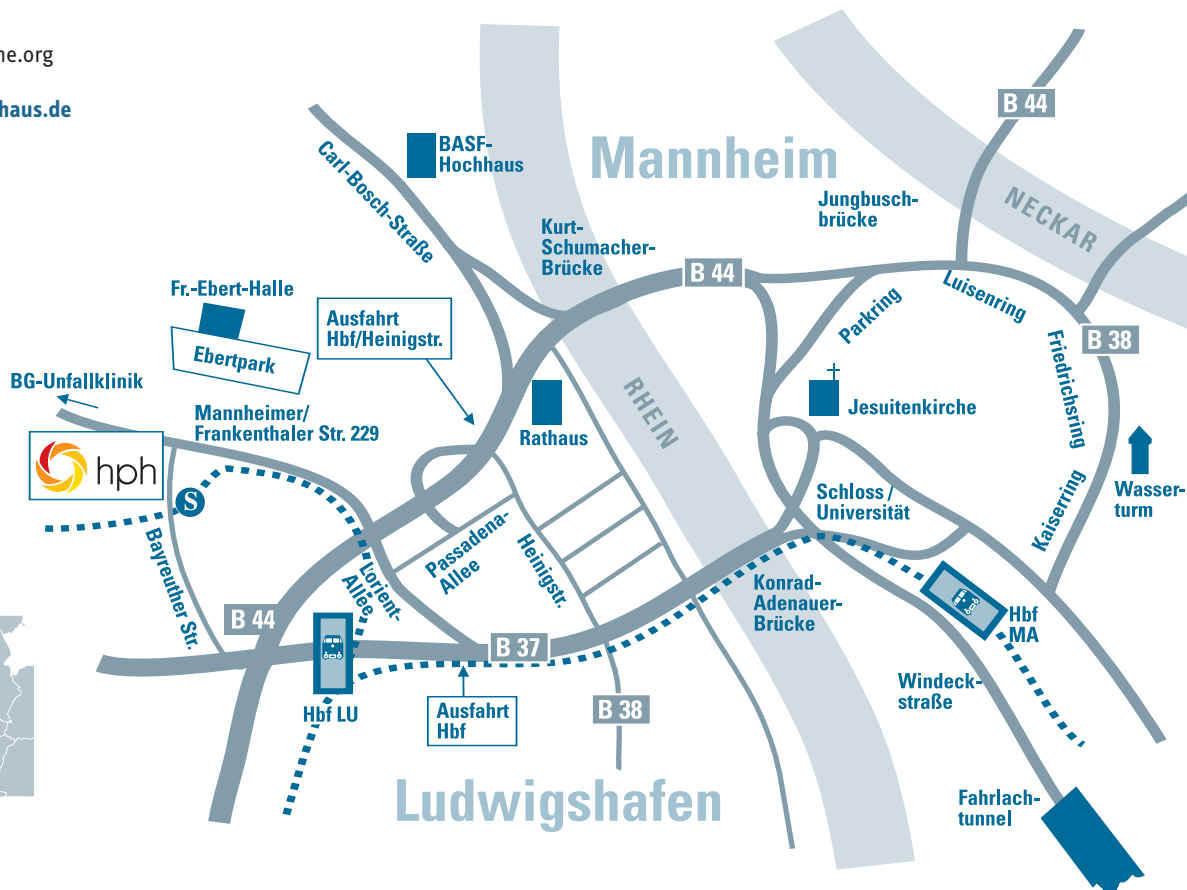 ne.org
haus.de
B 44
Mannheim
BASF-
Hochhaus
Carl-Bosch-Straße
Jungbusch-
brücke
NECKAR
Kurt-
Schumacher-
Brücke
B 44
Fr.-Ebert-Halle
Ebertpark
Ausfahrt
Hbf/Heinigstr.
Parkring
Luisenring
B 38
Friedrichsring
BG-Unfallklinik
Mannheimer/
Frankenthaler Str. 229
RHEIN
Rathaus
Jesuitenkirche
hph
S
Schloss/
Universität
Kaiserring
Wasser-
turm
Bayreuther Str.
Lorient-
Allee
Passadena-
Allee
Heinigstr.
Konrad-
Adenauer-
Brücke
Hbf
MA
B 44
B 37
Windeck-
straße
Hbf LU
Ausfahrt
Hbf
B 38
Ludwigshafen
Fahrlach-
tunnel